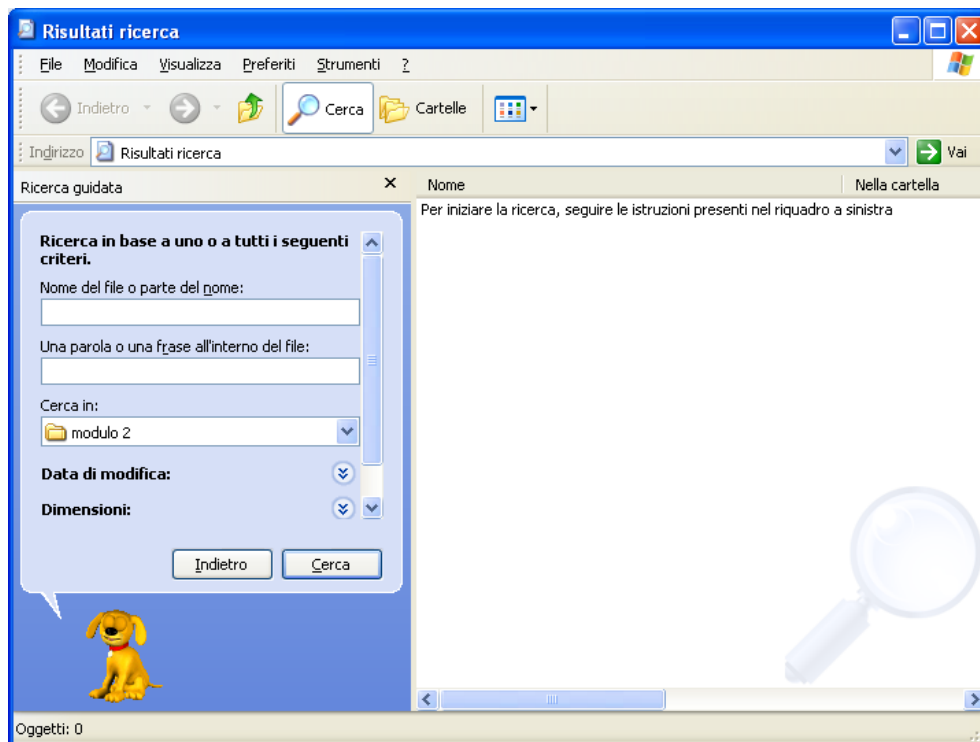 Risultati ricerca
File Modifica Visualizza Preferiti Strumenti ?
Indietro Cerca Cartelle
Indirizzo Risultati ricerca Vai
Ricerca guidata
Nome Nella cartella
Per iniziare la ricerca, seguire le istruzioni presenti nel riquadro a sinistra
Ricerca in base a uno o a tutti i seguenti
criteri.
Nome del file o parte del nome:
Una parola o una frase all'interno del file:
Cerca in:
modulo 2
Data di modifica:
Dimensioni:
Indietro Cerca
Oggetti: 0